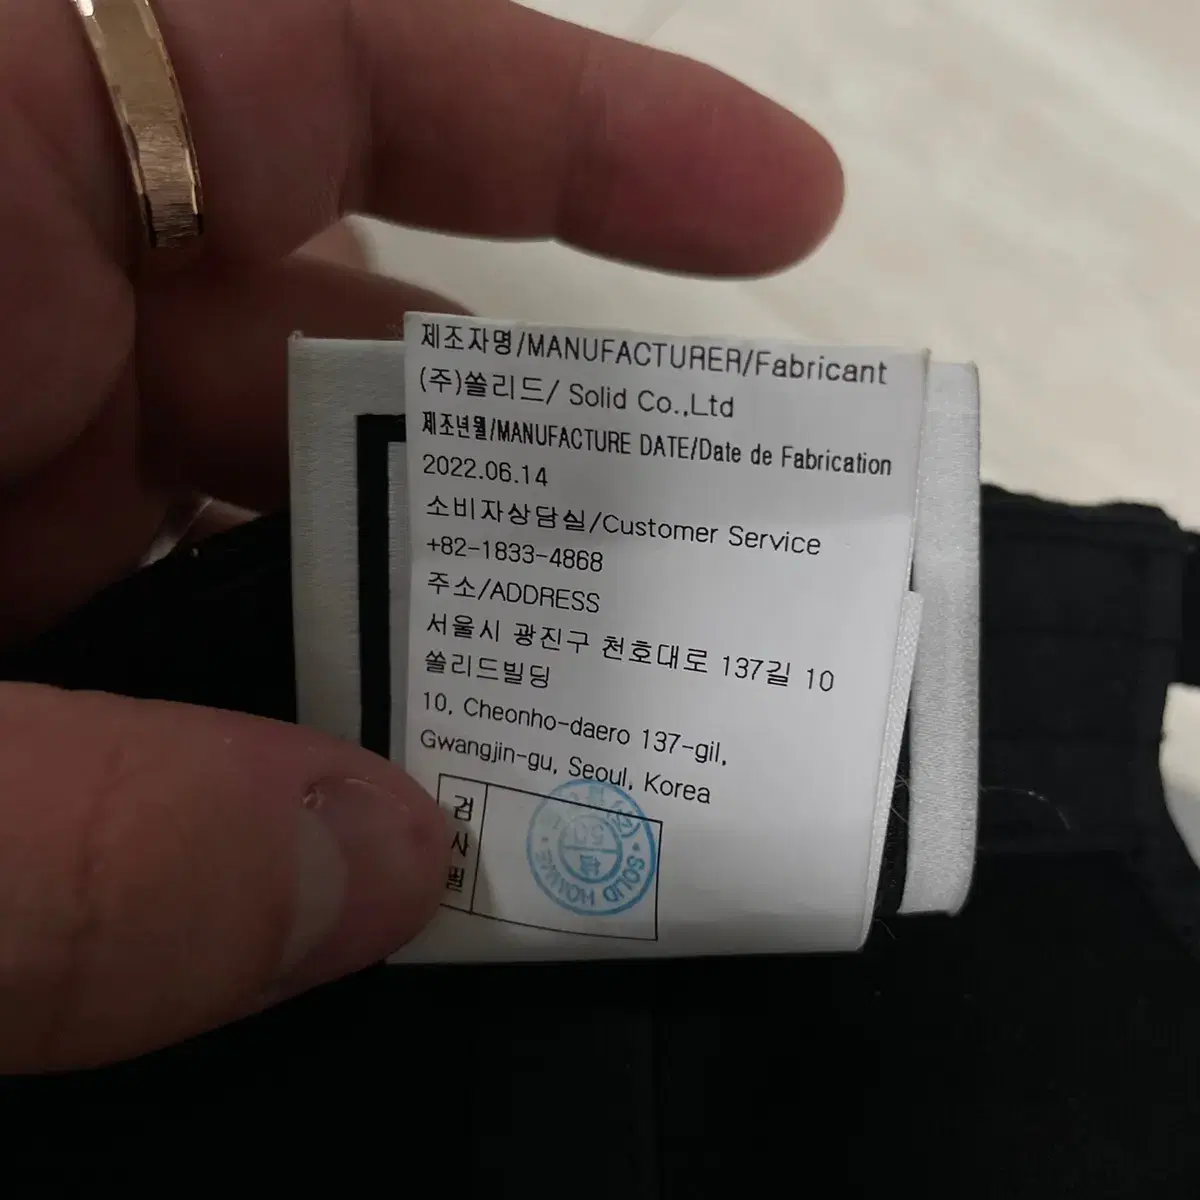 제조자명/MANUFACTURER/Fabricant
(주)쏠리드/ Solid Co.,Ltd
제조년월/MANUFACTURE DATE/Date de Fabrication
2022.06.14
소비자상담실/Customer Service
+82-1833-4868
주소/ADDRESS
서울시 광진구 천호대로 137길 10
쏠리드빌딩
10, Cheonho-daero 137-gil,
Gwangjin-gu, Seoul, Korea
검사필
SOLID HOMME